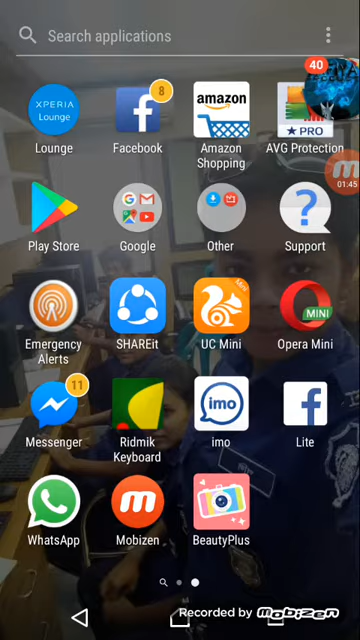 Search applications
40
XPERIA
Lounge
8
amazon
PRO
Lounge
Facebook
Amazon
Shopping
AVG Protection
01:45
Play Store
Google
Other
Support
Mini
MINI
Emergency
Alerts
SHAREit
UC Mini
Opera Mini
11
imo
Messenger
Ridmik
Keyboard
imo
Lite
WhatsApp
Mobizen
BeautyPlus
Recorded by mobizen